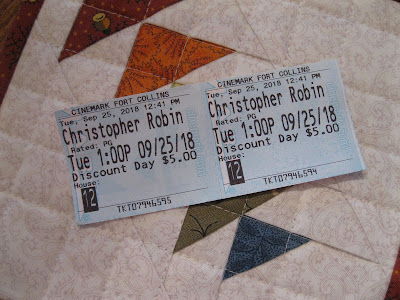 CINEMARK FORT COLLINS
Tue, Sep 25, 2018 12:41 PM
Christopher Robin
Rated: PG
Tue 1:00P 09/25/18
Discount Day $5.00
House:
12
TKT07946595
CINEMARK FORT COLLINS
Tue, Sep 25, 2018 12:41 PM
Christopher Robin
Rated: PG
Tue 1:00P 09/25/18
Discount Day $5.00
House:
12
TKT07946594